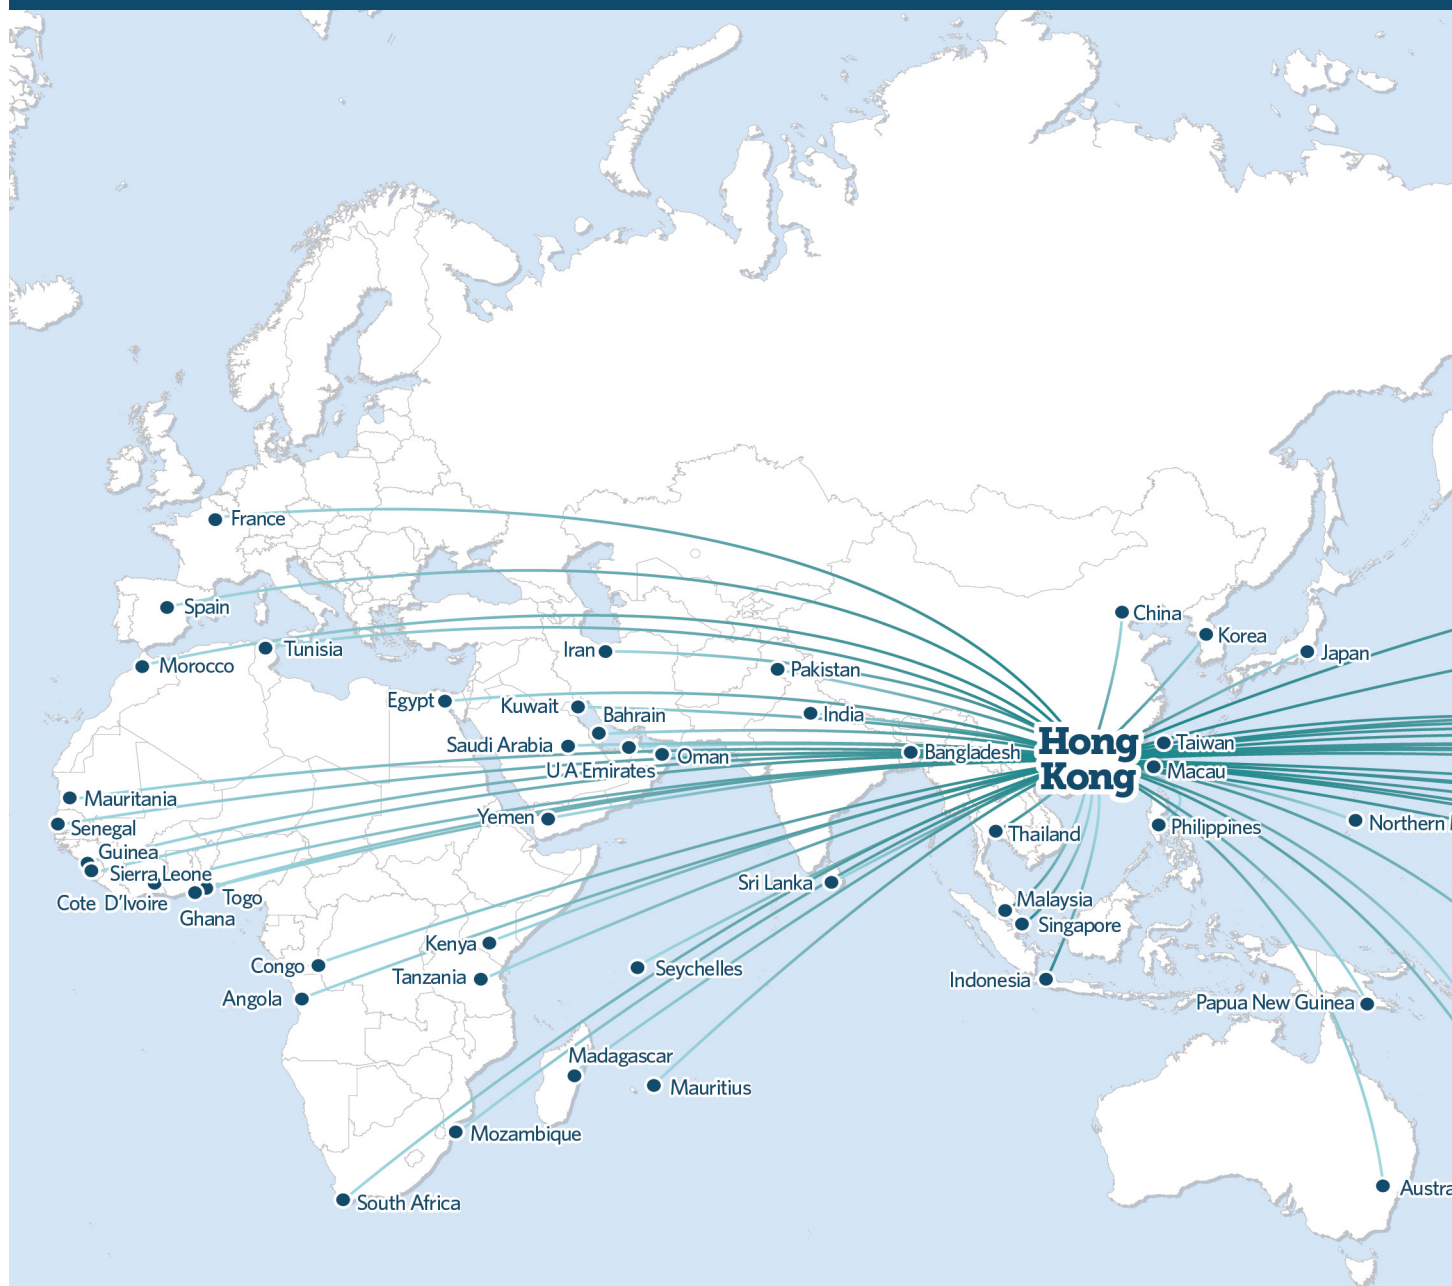 France
Spain
China
Korea
Tunisia
Iran
Japan
Morocco
Pakistan
Egypt
Kuwait
Bahrain
India
Saudi Arabia
Oman
Bangladesh
Hong
Kong
Taiwan
U A Emirates
Macau
Mauritania
Yemen
Senegal
Thailand
Philippines
Northern
Guinea
Sierra Leone
Sri Lanka
Cote D'Ivoire
Togo
Ghana
Malaysia
Singapore
Kenya
Congo
Tanzania
Seychelles
Indonesia
Angola
Papua New Guinea
Madagascar
Mauritius
Mozambique
Austra
South Africa